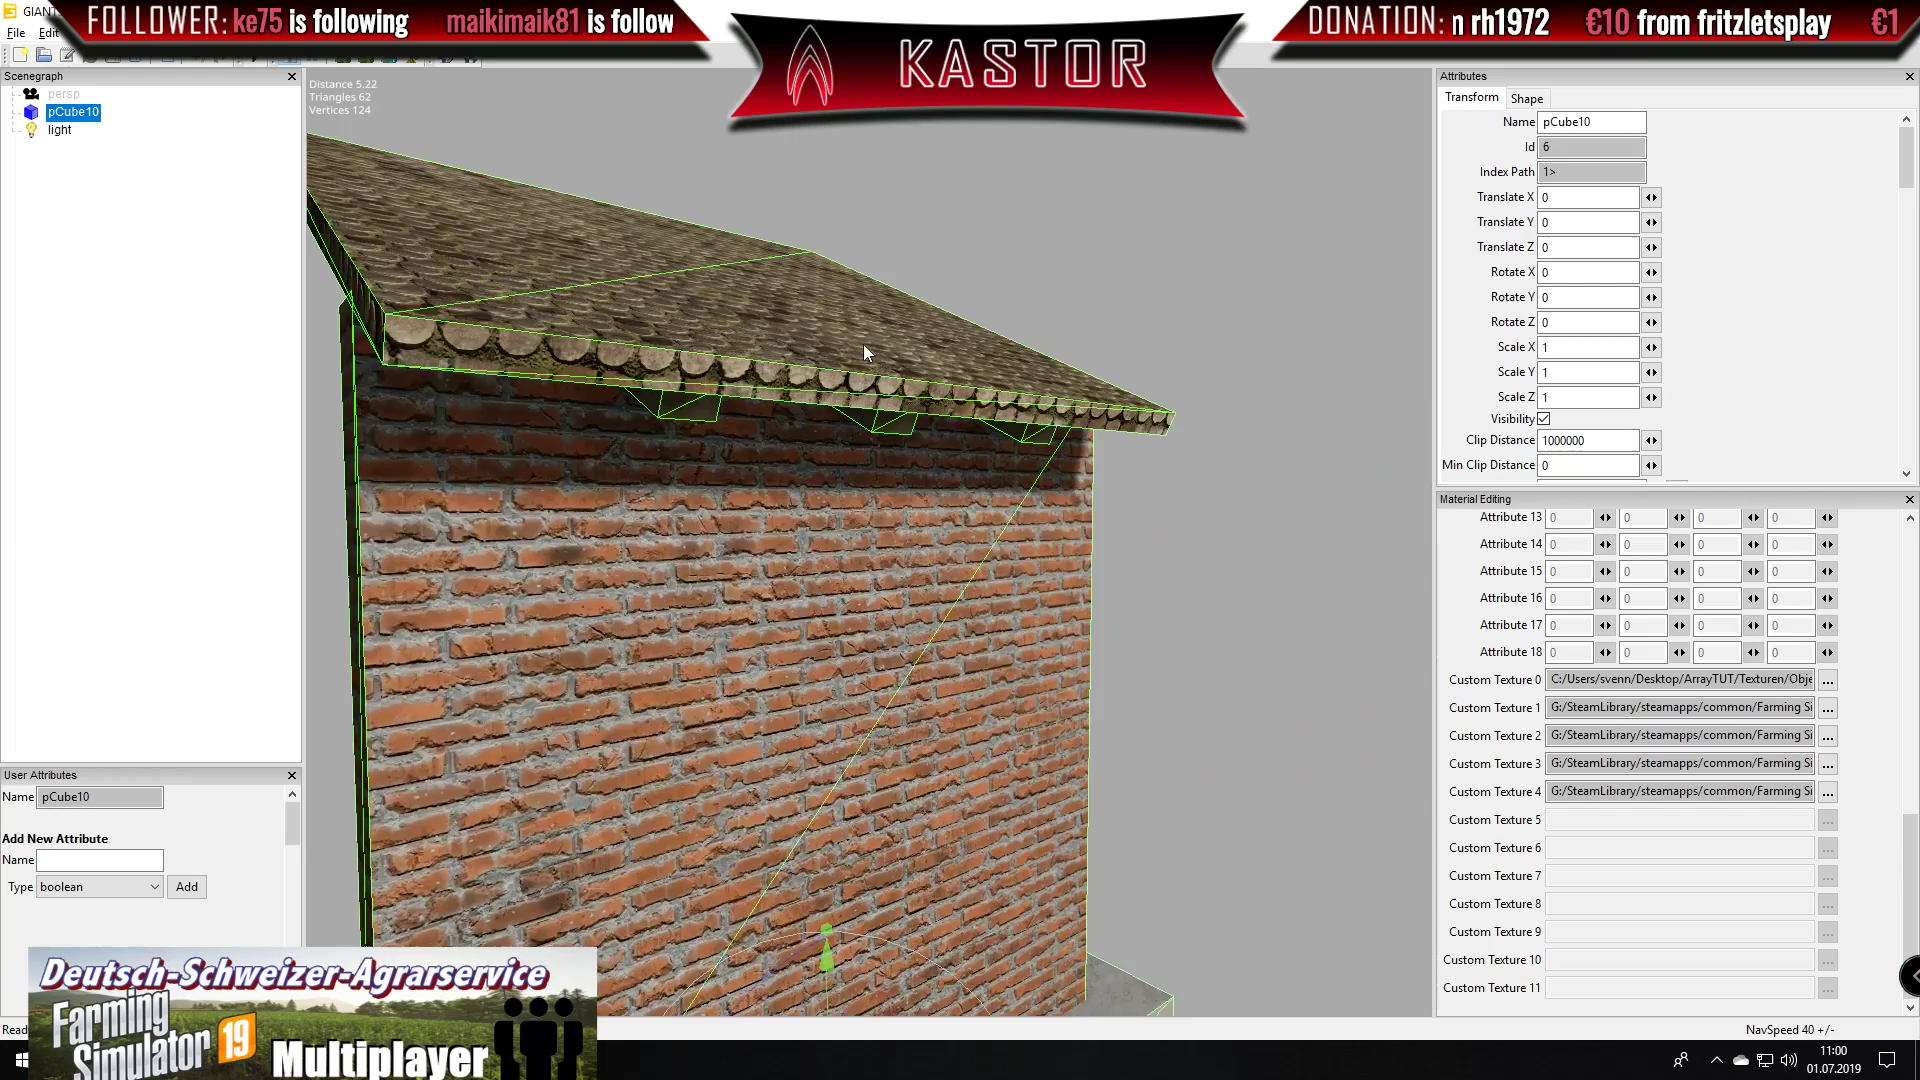 GIANT
FOLLOWER: ke75 is following maikimaik81 is follow
KASTOR
DONATION: n rh1972 €10 from fritzletsplay €1
File Edit
Scenegraph
persp
pCube10
light
Distance 5.22
Triangles 62
Vertices 124
Attributes
Transform Shape
Name pCube10
Id 6
Index Path 1>
Translate X 0
Translate Y 0
Translate Z 0
Rotate X 0
Rotate Y 0
Rotate Z 0
Scale X 1
Scale Y 1
Scale Z 1
Visibility
Clip Distance 1000000
Min Clip Distance 0
Material Editing
Attribute 13 0 0 0 0
Attribute 14 0 0 0 0
Attribute 15 0 0 0 0
Attribute 16 0 0 0 0
Attribute 17 0 0 0 0
Attribute 18 0 0 0 0
Custom Texture 0 C:/Users/svenn/Desktop/ArrayTUT/Texturen/Obje ...
Custom Texture 1 G:/SteamLibrary/steamapps/common/Farming Si ...
Custom Texture 2 G:/SteamLibrary/steamapps/common/Farming Si ...
Custom Texture 3 G:/SteamLibrary/steamapps/common/Farming Si ...
Custom Texture 4 G:/SteamLibrary/steamapps/common/Farming Si ...
Custom Texture 5 ...
Custom Texture 6 ...
Custom Texture 7 ...
Custom Texture 8 ...
Custom Texture 9 ...
Custom Texture 10 ...
Custom Texture 11 ...
User Attributes
Name pCube10
Add New Attribute
Name
Type boolean Add
Deutsch-Schweizer-Agrarservice
Farming
Simulator 19
Multiplayer
Read
NavSpeed 40 +/-
11:00
01.07.2019